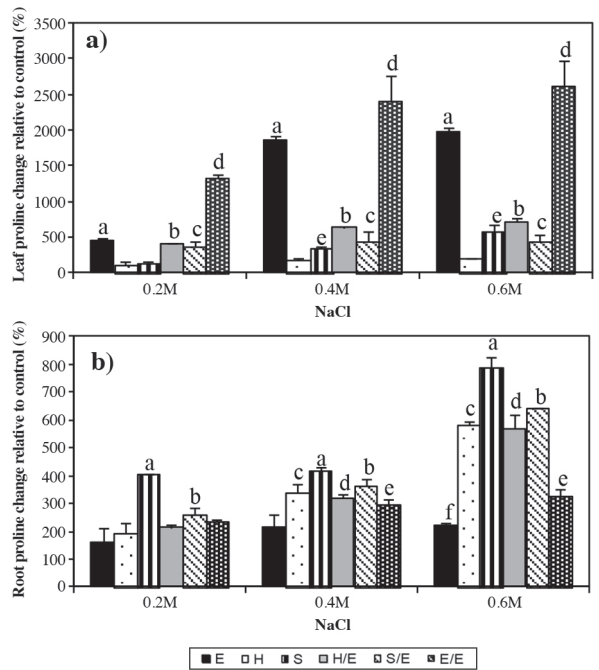 Leaf proline change relative to control (%)
3500
3000
2500
2000
1500
1000
500
0
a)
a
b
c
d
a
e
b
c
d
a
e
b
c
d
0.2M
0.4M
0.6M
NaCl
Root proline change relative to control (%)
900
800
700
600
500
400
300
200
100
0
b)
a
b
c
a
d
b
e
f
c
a
d
b
e
0.2M
0.4M
0.6M
NaCl
E H S H/E S/E E/E